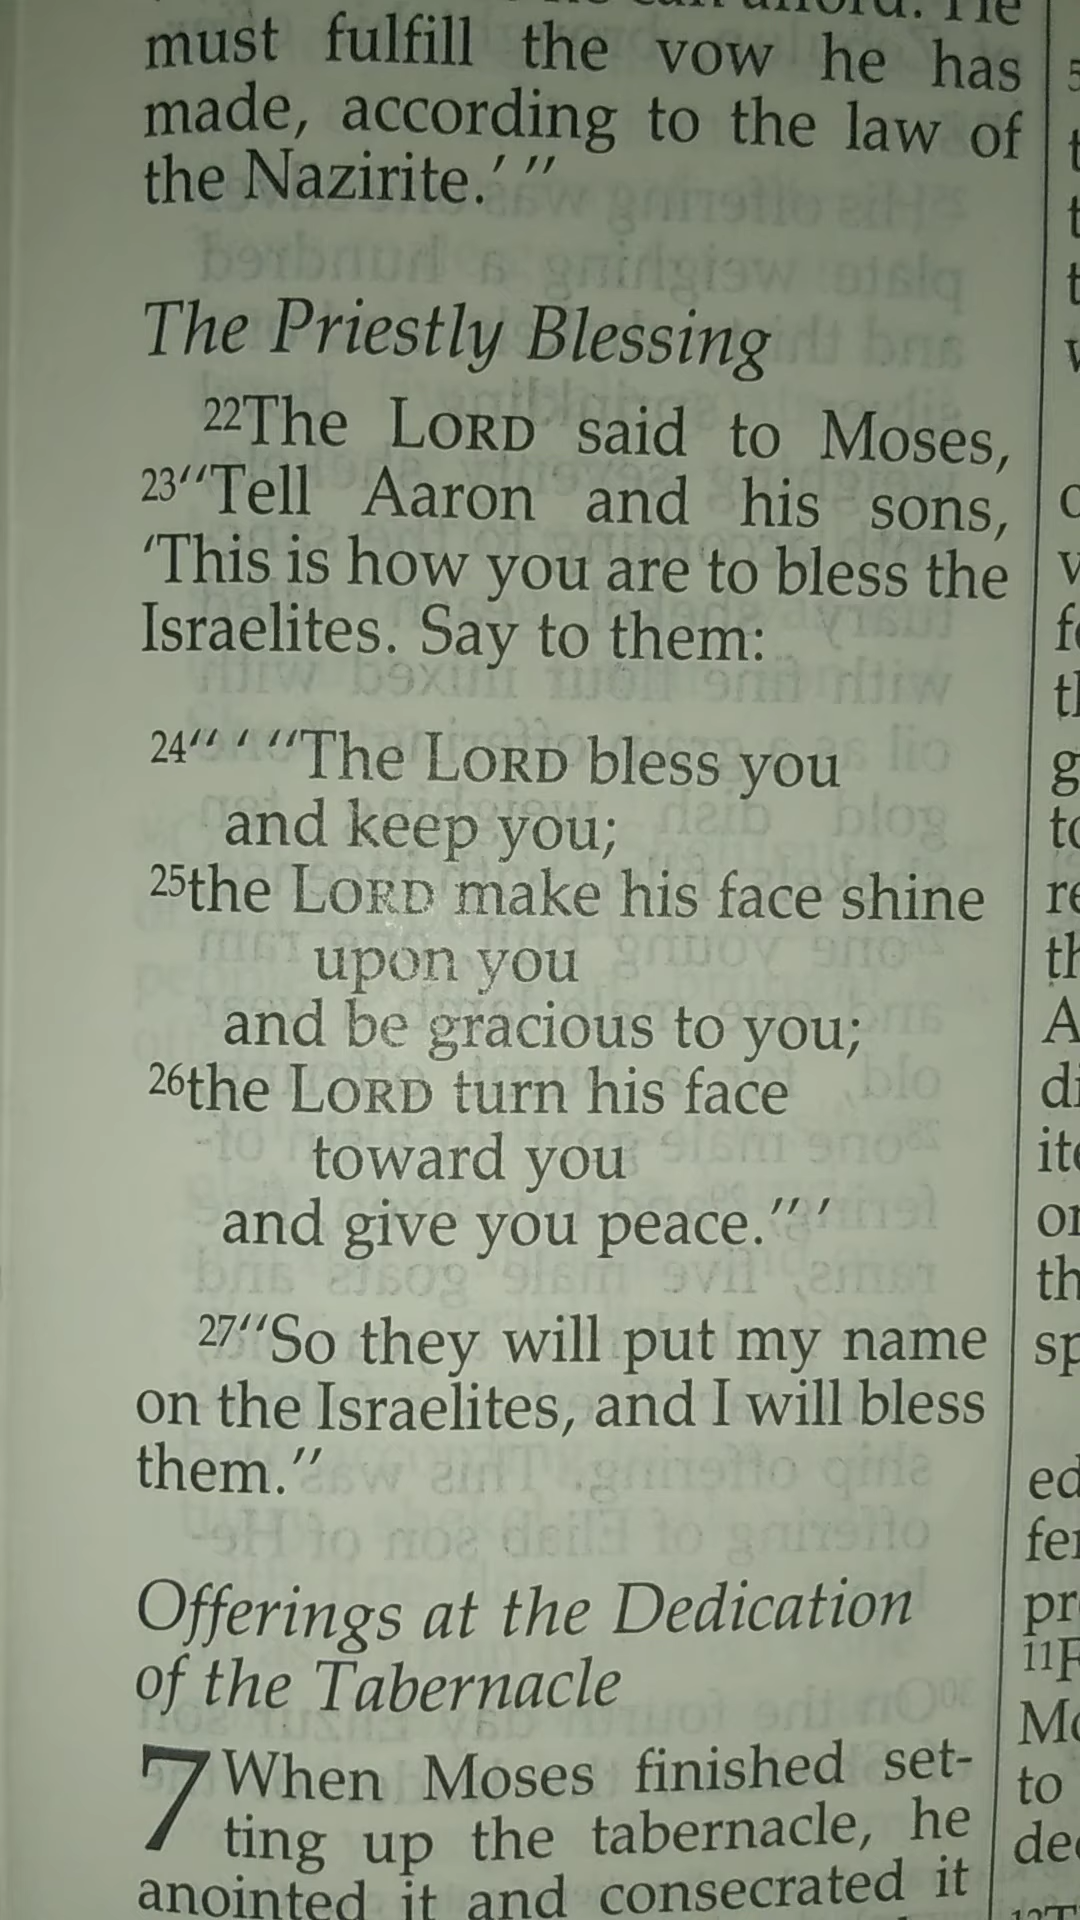 He
must fulfill the vow he has
made, according to the law of
the Nazirite.' "
The Priestly Blessing
22The LORD said to Moses,
23"Tell Aaron and his sons,
'This is how you are to bless the
Israelites. Say to them:
24" ' "The LORD bless you
and keep you;
25the LORD make his face shine
upon you
and be gracious to you;
26the LORD turn his face
toward you
and give you peace." '
27"So they will put my name
on the Israelites, and I will bless
them."
Offerings at the Dedication
of the Tabernacle
7 When Moses finished set-
ting up the tabernacle, he
anointed it and consecrated it